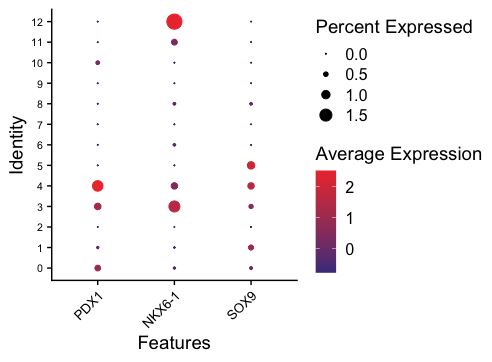 12
11
10
9
8
7
6
5
4
3
2
1
0
Identity
PDX1
NKX6-1
SOX9
Features
Percent Expressed
0.0
0.5
1.0
1.5
Average Expression
2
1
0